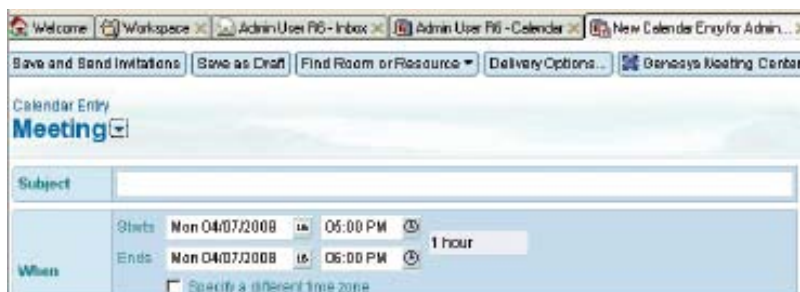 Welcome Workspace Admin User R6 - Inbox Admin User R6 - Calendar New Calendar Entry for Admin...
Save and Send Invitations Save as Draft Find Room or Resource Delivery Options... Genesys Meeting Center
Calendar Entry
Meeting
Subject
Starts Mon 04/07/2008 16 05:00 PM
1 hour
Ends Mon 04/07/2008 16 06:00 PM
When
Specify a different time zone